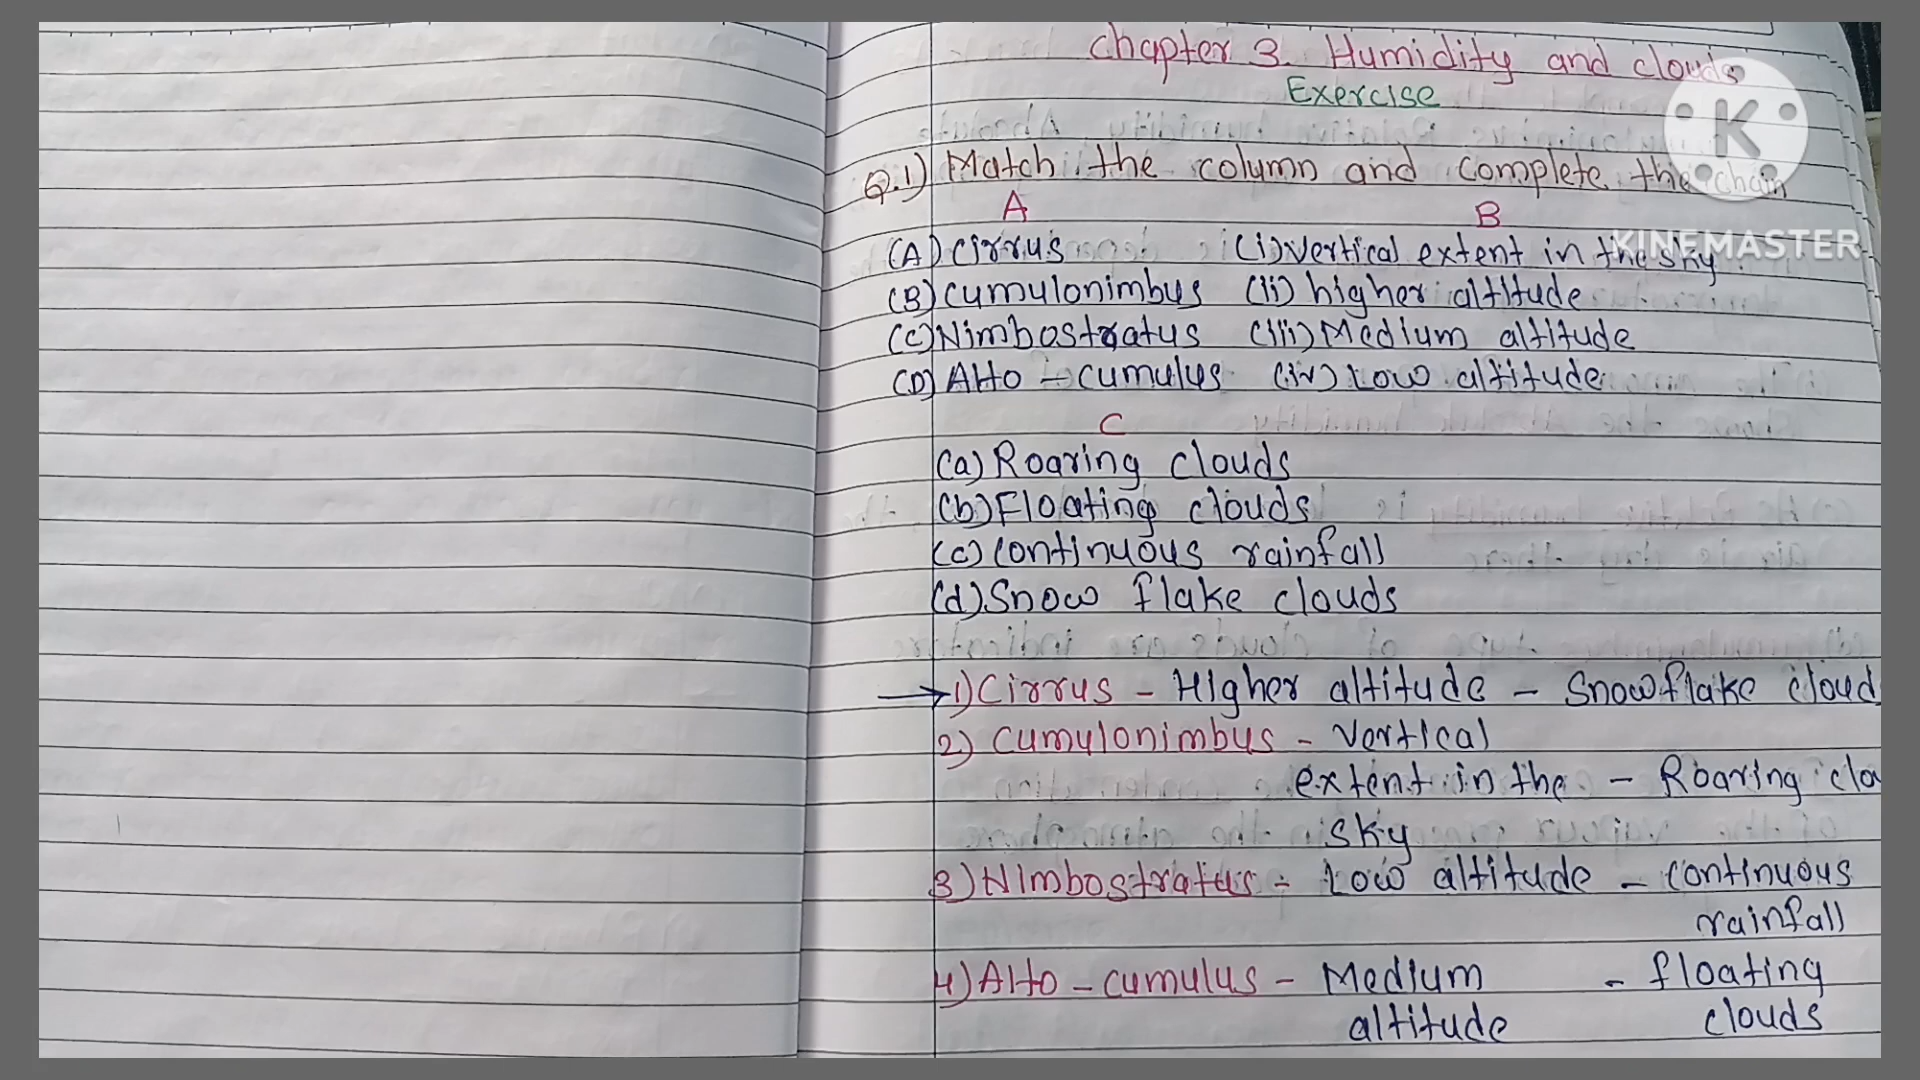 Chapter 3. Humidity and clouds
Exercise
Q.1) Match the column and complete the chain
A B
(A) Cirrus (i) vertical extent in the sky.
(B) Cumulonimbus (ii) higher altitude
(C) Nimbostratus (iii) Medium altitude
(D) Alto - cumulus (iv) Low altitude
C
(a) Roaring clouds
(b) Floating clouds
(c) continuous rainfall
(d) Snow flake clouds
→ 1) Cirrus - Higher altitude - Snowflake cloud
2) Cumulonimbus - Vertical
extent in the - Roaring clo
sky
3) Nimbostratus - Low altitude - continuous
rainfall
4) Alto - cumulus - Medium - floating
altitude clouds
K
KINEMASTER